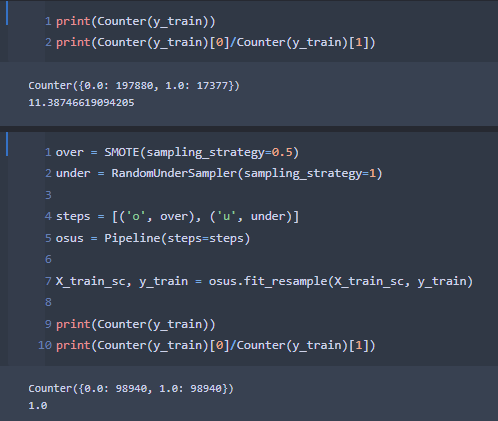 1 print(Counter(y_train))
2 print(Counter(y_train)[0]/Counter(y_train)[1])
Counter({0.0: 197880, 1.0: 17377})
11.38746619094205
1 over = SMOTE(sampling_strategy=0.5)
2 under = RandomUnderSampler(sampling_strategy=1)
3
4 steps = [('o', over), ('u', under)]
5 osus = Pipeline(steps=steps)
6
7 X_train_sc, y_train = osus.fit_resample(X_train_sc, y_train)
8
9 print(Counter(y_train))
10 print(Counter(y_train)[0]/Counter(y_train)[1])
Counter({0.0: 98940, 1.0: 98940})
1.0